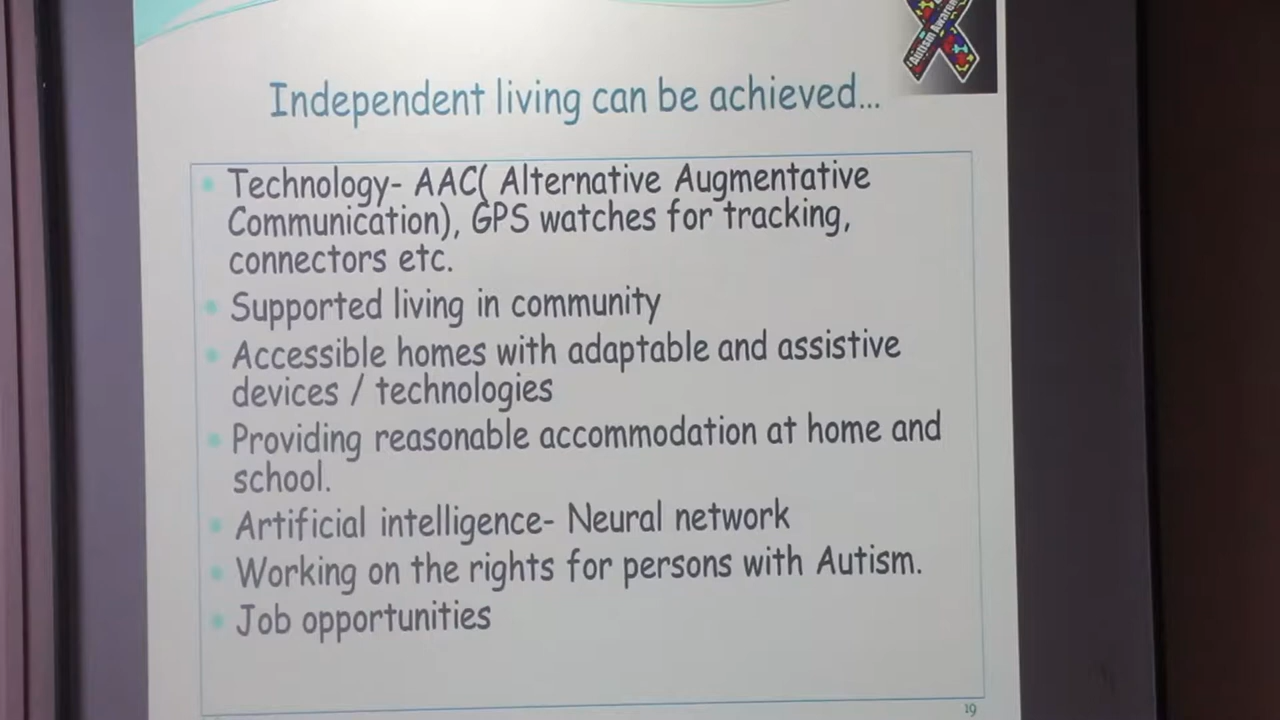 Autism Awaren
Independent living can be achieved...
Technology- AAC( Alternative Augmentative
Communication), GPS watches for tracking,
connectors etc.
Supported living in community
Accessible homes with adaptable and assistive
devices / technologies
Providing reasonable accommodation at home and
school.
Artificial intelligence- Neural network
Working on the rights for persons with Autism.
Job opportunities
19